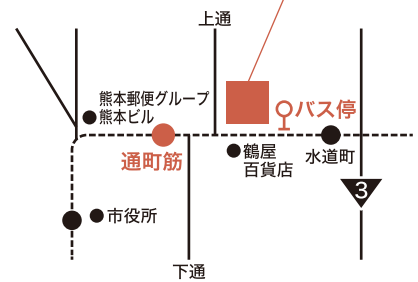 上通
熊本郵便グループ
熊本ビル
バス停
通町筋
鶴屋
百貨店
水道町
3
市役所
下通